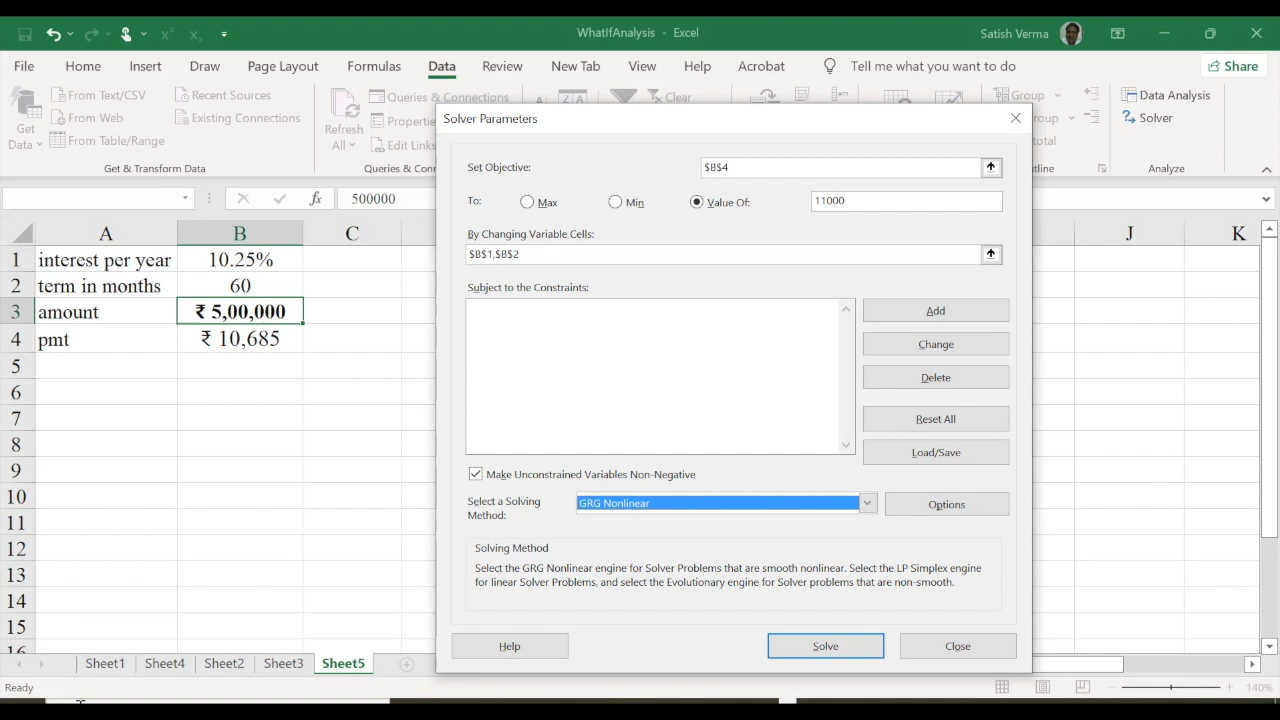 WhatIfAnalysis - Excel
Satish Verma
File Home Insert Draw Page Layout Formulas Data Review New Tab View Help Acrobat Tell me what you want to do Share
Get Data
From Text/CSV
From Web
From Table/Range
Recent Sources
Existing Connections
Get & Transform Data
Refresh All
Queries & Connections
Edit Links
Clear
Group
Data Analysis
Solver
Analyze
fx 500000
A B C J K
1 interest per year 10.25%
2 term in months 60
3 amount ₹ 5,00,000
4 pmt ₹ 10,685
5
6
7
8
9
10
11
12
13
14
15
Solver Parameters
Set Objective: $B$4
To: Max Min Value Of: 11000
By Changing Variable Cells:
$B$1,$B$2
Subject to the Constraints:
Add
Change
Delete
Reset All
Load/Save
Make Unconstrained Variables Non-Negative
Select a Solving Method: GRG Nonlinear
Options
Solving Method
Select the GRG Nonlinear engine for Solver Problems that are smooth nonlinear. Select the LP Simplex engine
for linear Solver Problems, and select the Evolutionary engine for Solver problems that are non-smooth.
Help Solve Close
Sheet1 Sheet4 Sheet2 Sheet3 Sheet5
Ready
140%